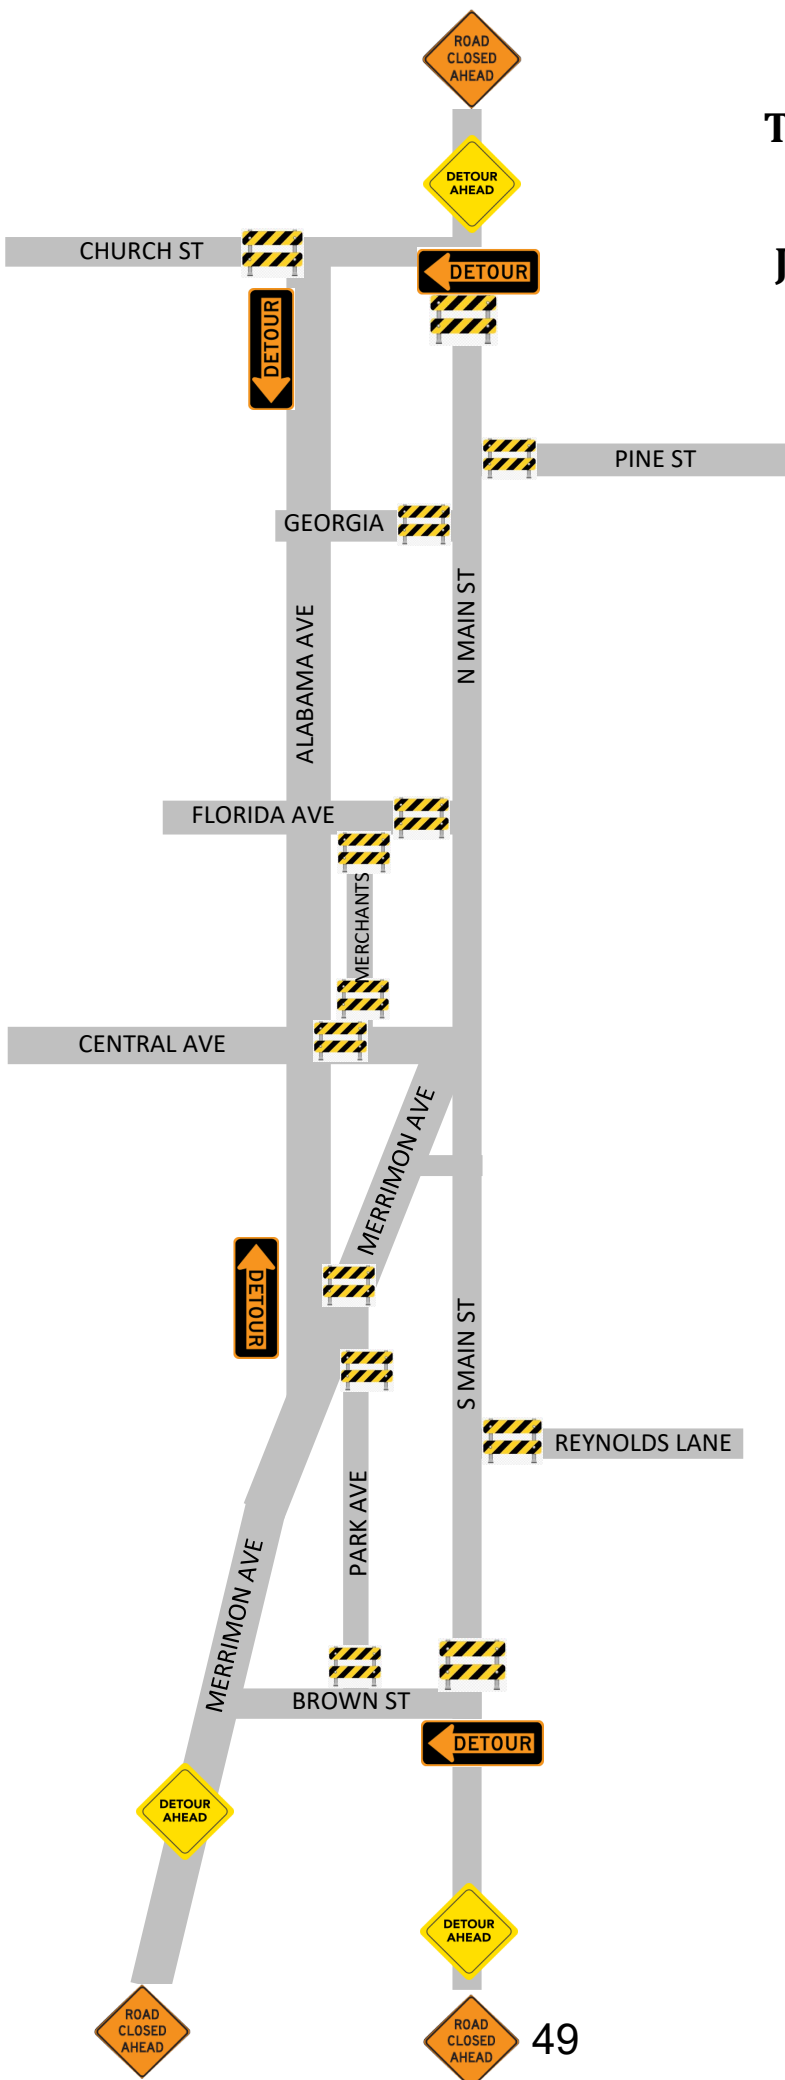 ROAD
CLOSED
AHEAD
T
DETOUR
AHEAD
CHURCH ST
J
DETOUR
DETOUR
PINE ST
GEORGIA
N MAIN ST
ALABAMA AVE
FLORIDA AVE
MERCHANTS
CENTRAL AVE
MERRIMON AVE
DETOUR
S MAIN ST
REYNOLDS LANE
PARK AVE
MERRIMON AVE
BROWN ST
DETOUR
DETOUR
AHEAD
DETOUR
AHEAD
ROAD
CLOSED
AHEAD
ROAD
CLOSED
AHEAD
49